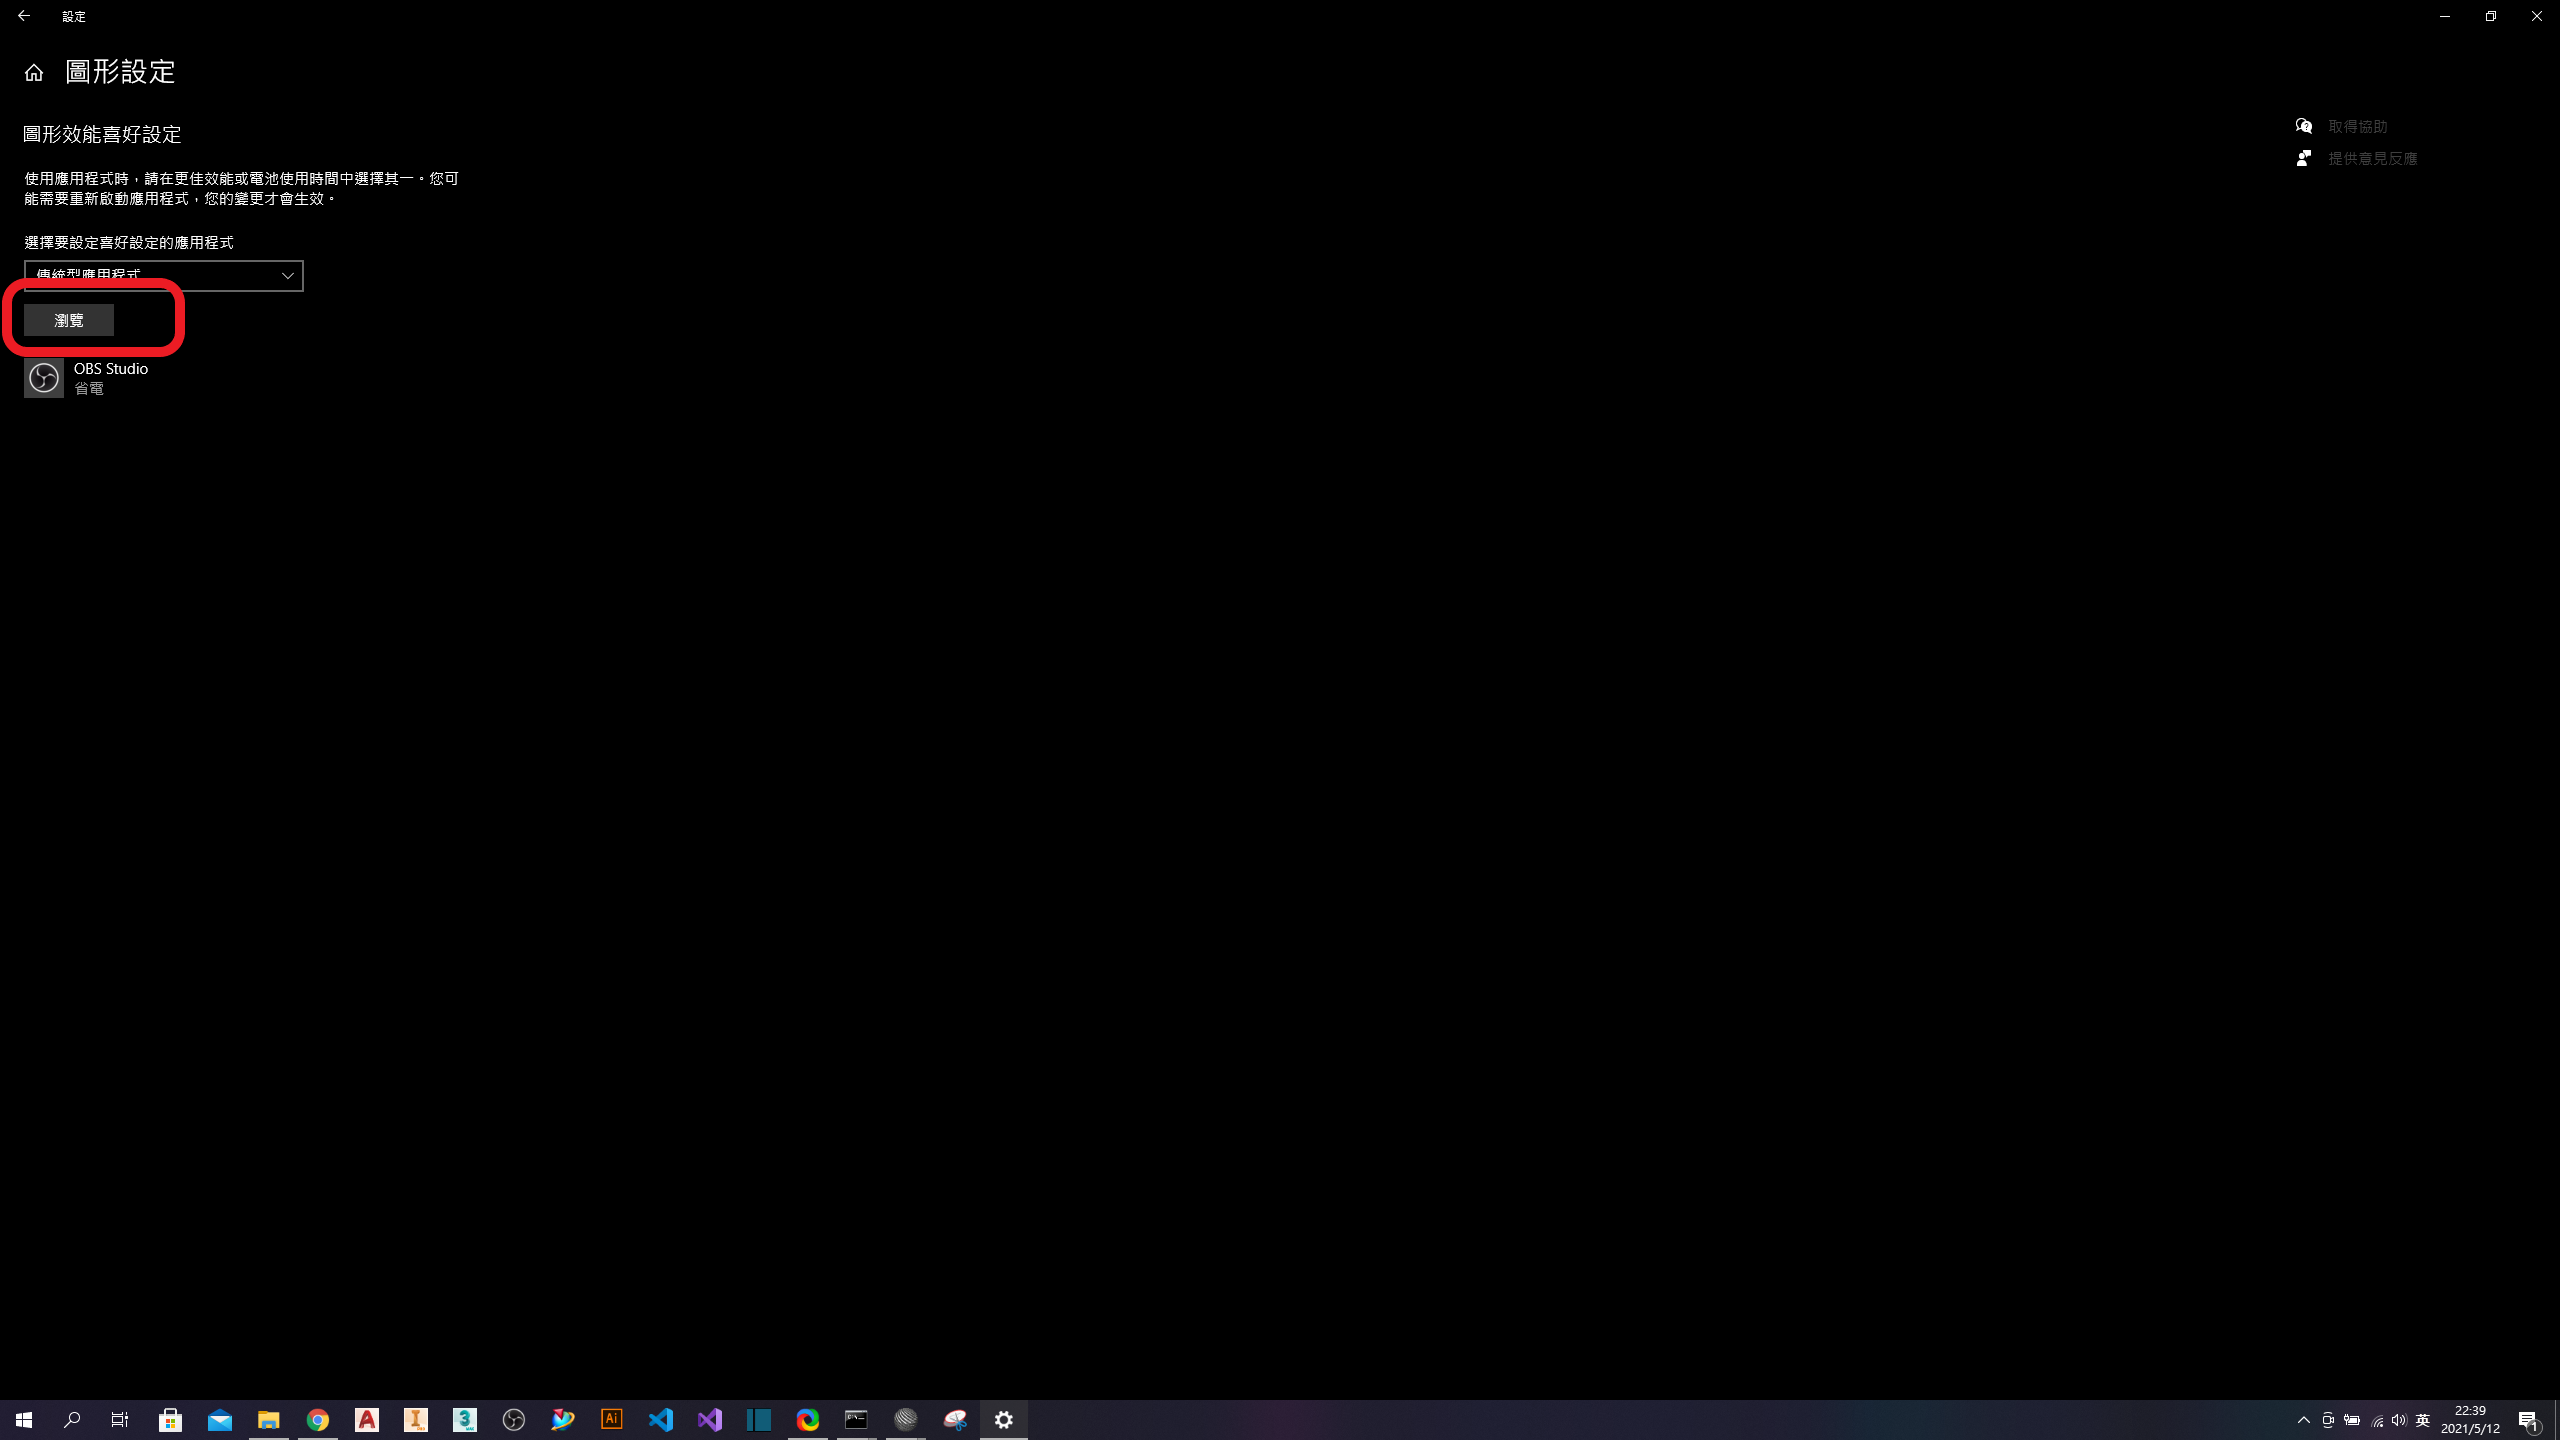 設定
圖形設定
圖形效能喜好設定
使用應用程式時，請在更佳效能或電池使用時間中選擇其一。您可
能需要重新啟動應用程式，您的變更才會生效。
選擇要設定喜好設定的應用程式
傳統型應用程式
瀏覽
OBS Studio
省電
取得協助
提供意見反應
Ai
英
22:39
2021/5/12
1